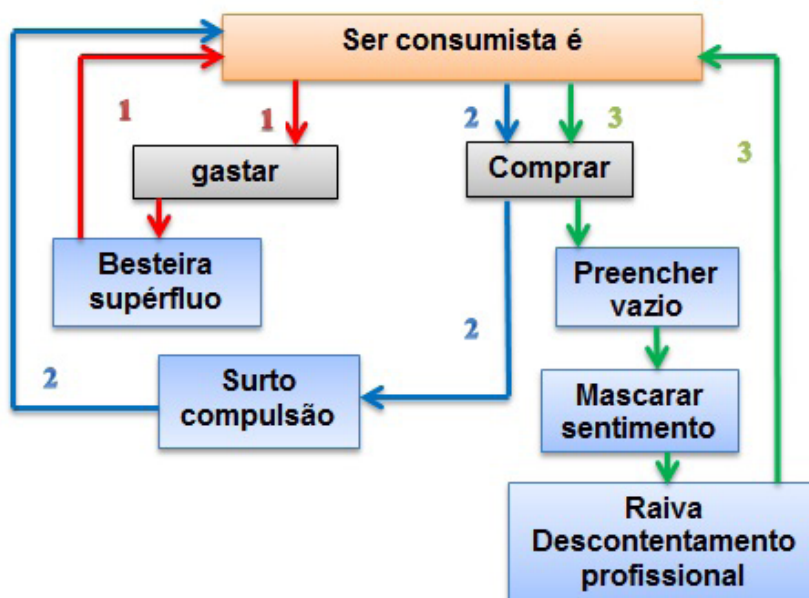 Ser consumista é
1
1
2
3
3
gastar
Comprar
Besteira
supérfluo
Preencher
vazio
2
2
Surto
compulsão
Mascarar
sentimento
Raiva
Descontentamento
profissional